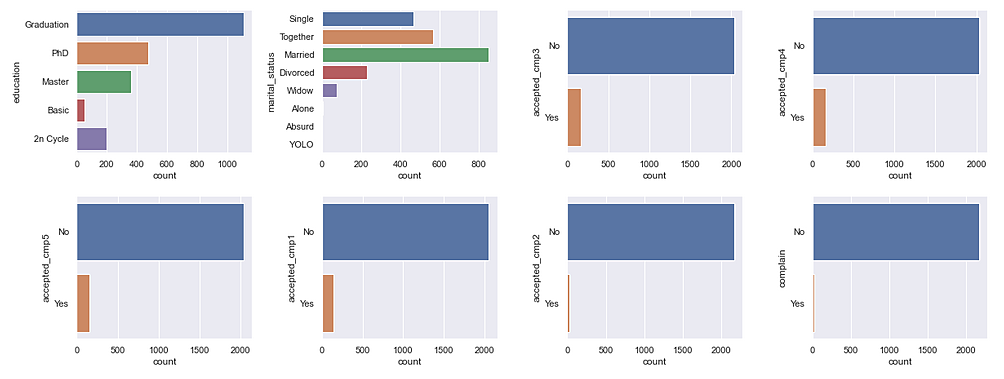 education
Graduation
PhD
Master
Basic
2n Cycle
0 200 400 600 800 1000
count
marital_status
Single
Together
Married
Divorced
Widow
Alone
Absurd
YOLO
0 200 400 600 800
count
accepted_cmp3
No
Yes
0 500 1000 1500 2000
count
accepted_cmp4
No
Yes
0 500 1000 1500 2000
count
accepted_cmp5
No
Yes
0 500 1000 1500 2000
count
accepted_cmp1
No
Yes
0 500 1000 1500 2000
count
accepted_cmp2
No
Yes
0 500 1000 1500 2000
count
complain
No
Yes
0 500 1000 1500 2000
count